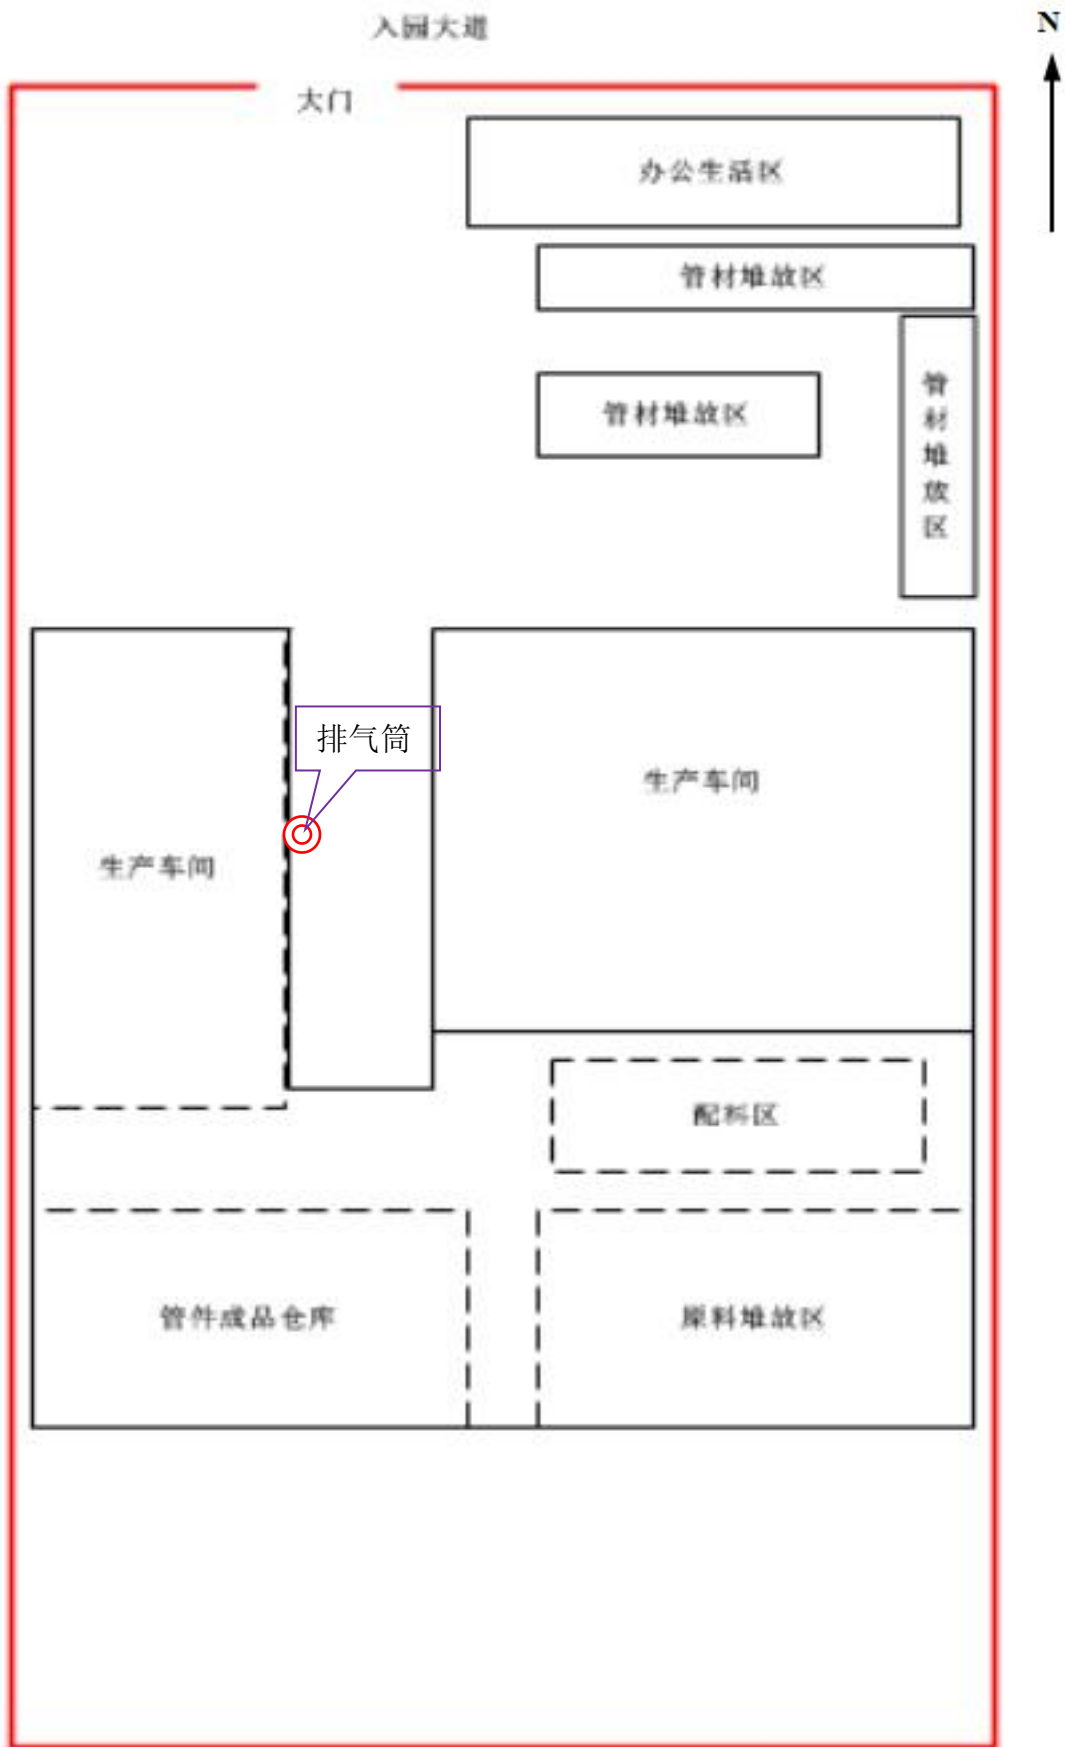 入园大道
N
大门
办公生活区
管材堆放区
管材堆放区
管材堆放区
排气筒
生产车间
生产车间
配料区
管件成品仓库
原料堆放区